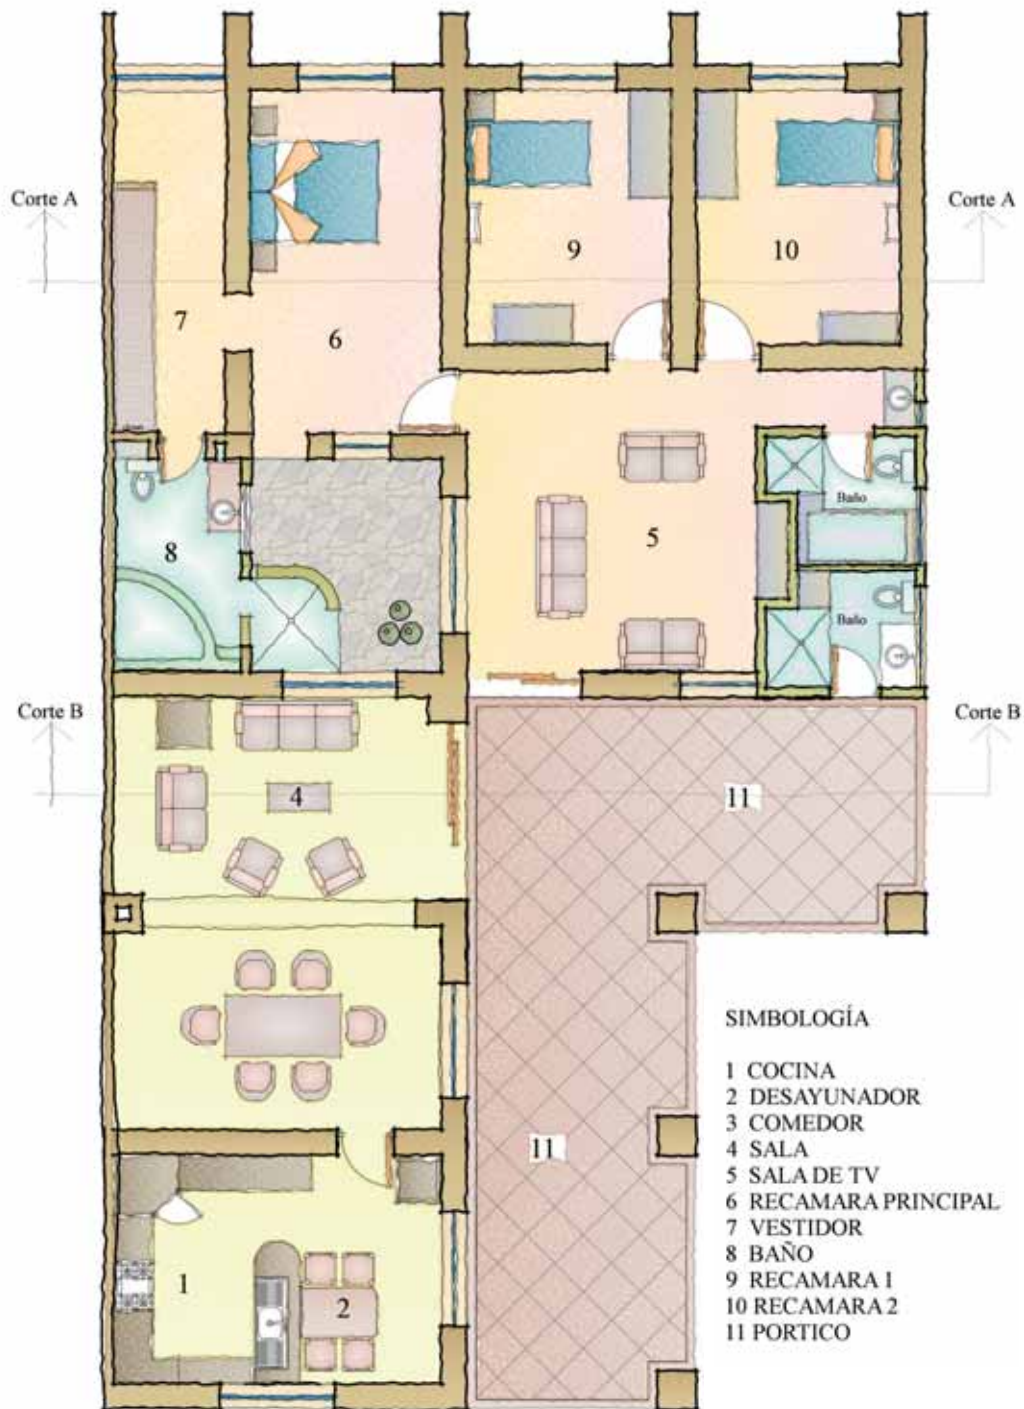 Corte A
Corte A
9
10
7
6
5
Baño
8
Baño
Corte B
Corte B
4
11
11
1
2
SIMBOLOGÍA
1 COCINA
2 DESAYUNADOR
3 COMEDOR
4 SALA
5 SALA DE TV
6 RECAMARA PRINCIPAL
7 VESTIDOR
8 BAÑO
9 RECAMARA 1
10 RECAMARA 2
11 PORTICO